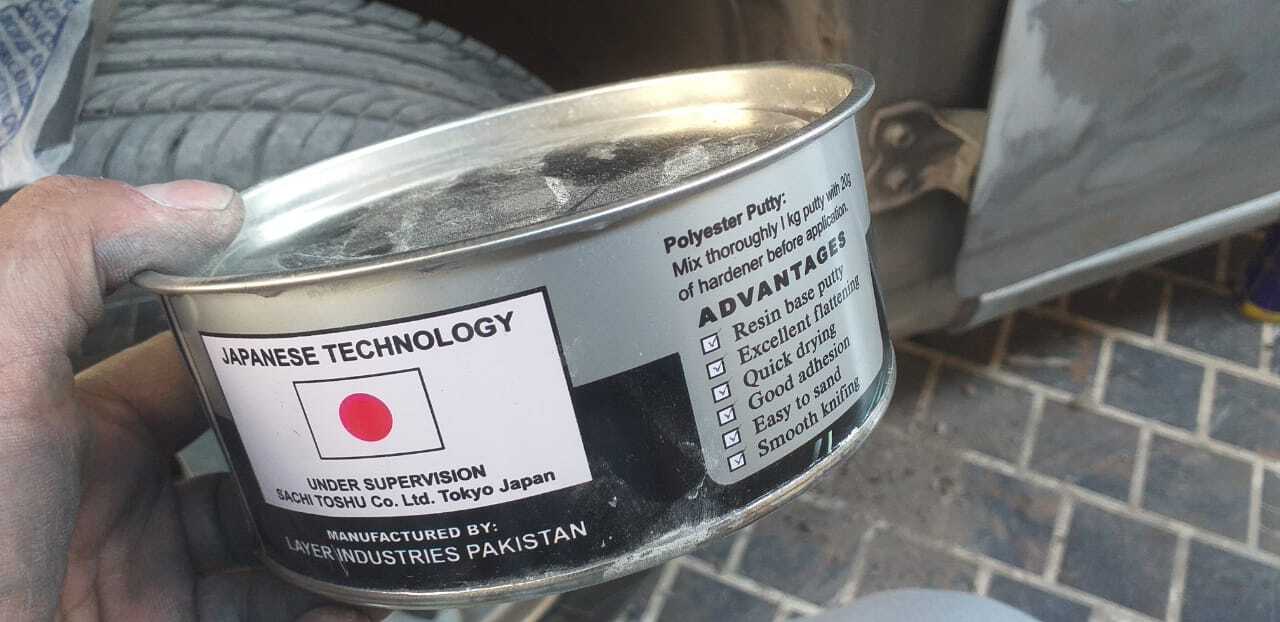 JAPANESE TECHNOLOGY
UNDER SUPERVISION
SACHI TOSHU Co. Ltd. Tokyo Japan
MANUFACTURED BY:
LAYER INDUSTRIES PAKISTAN
Polyester Putty:
Mix thoroughly 1 kg putty with 20g
of hardener before application.
ADVANTAGES
Resin base putty
Excellent flattening
Quick drying
Good adhesion
Easy to sand
Smooth knifing